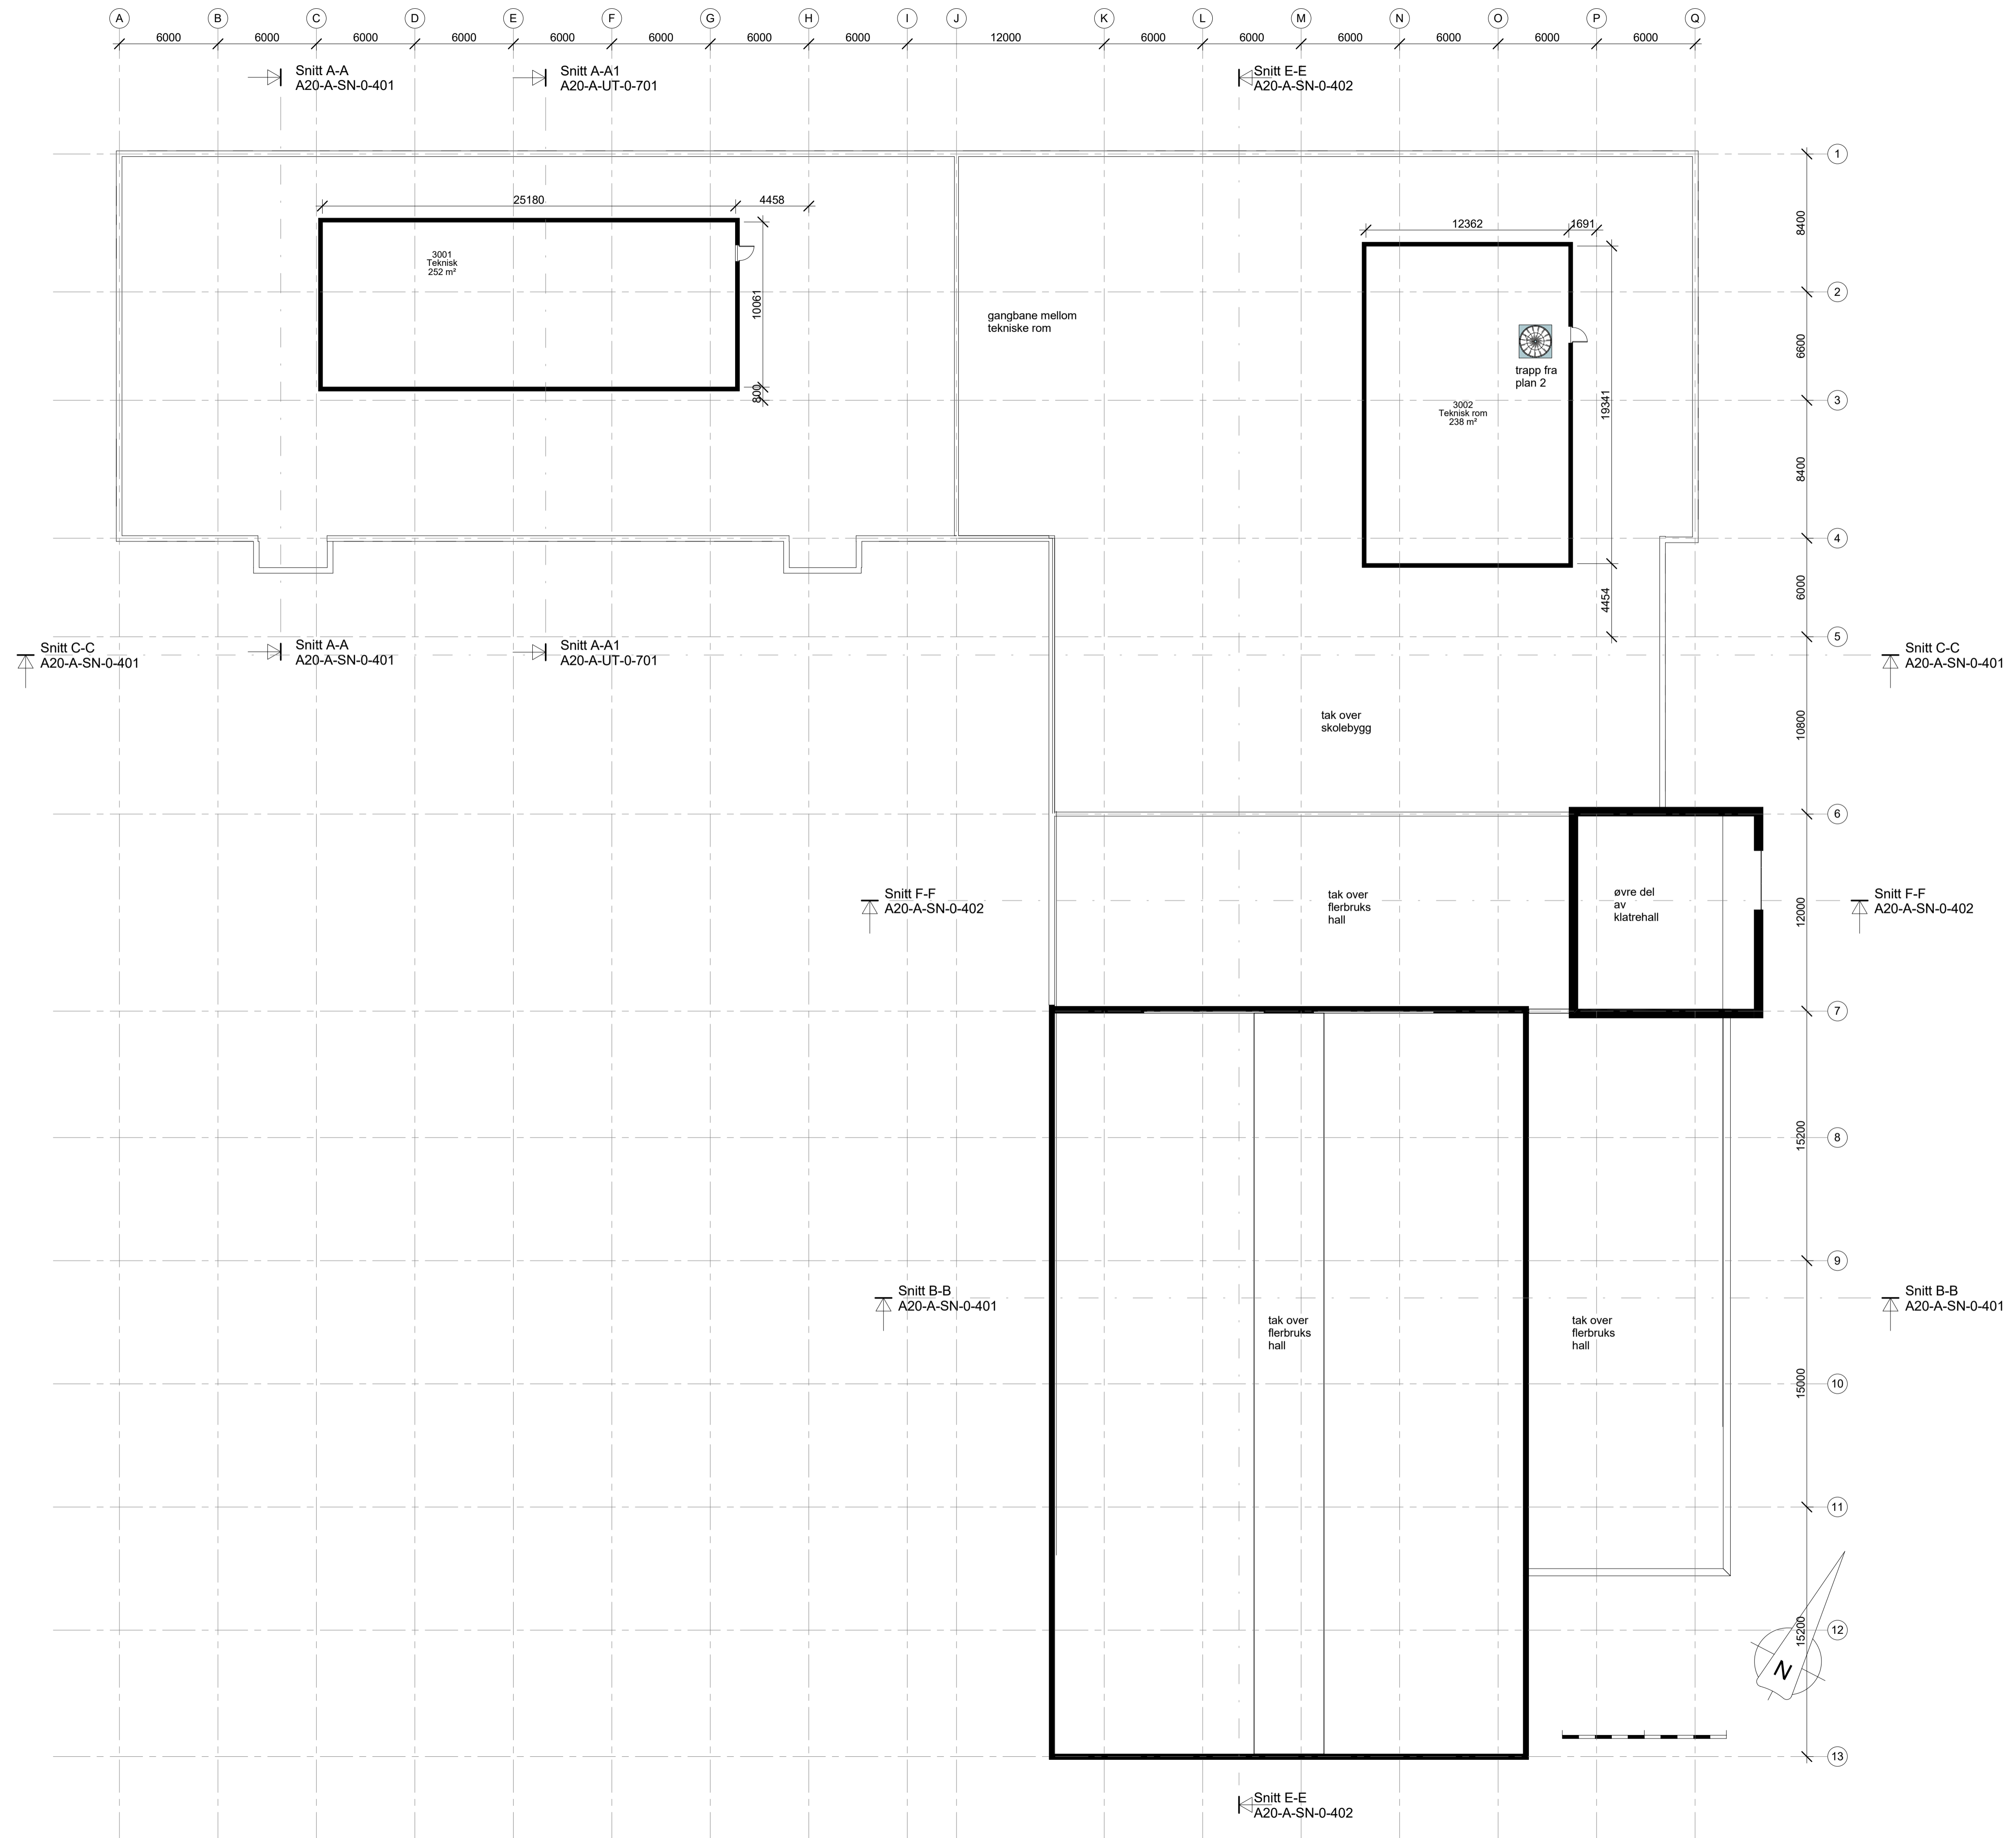 A B C D E F G H I J K L M N O P Q
6000 6000 6000 6000 6000 6000 6000 6000 12000 6000 6000 6000 6000 6000 6000
Snitt A-A
A20-A-SN-0-401
Snitt A-A1
A20-A-UT-0-701
Snitt E-E
A20-A-SN-0-402
1
25180
4458
12362
1691
8400
3001
Teknisk
252 m²
10061
800
2
gangbane mellom
tekniske rom
6600
trapp fra
plan 2
3
3002
Teknisk rom
238 m²
19341
8400
4
4454
6000
5
Snitt C-C
A20-A-SN-0-401
Snitt A-A
A20-A-SN-0-401
Snitt A-A1
A20-A-UT-0-701
Snitt C-C
A20-A-SN-0-401
tak over
skolebygg
10800
6
Snitt F-F
A20-A-SN-0-402
tak over
flerbruks
hall
øvre del
av
klatrehall
12000
Snitt F-F
A20-A-SN-0-402
7
15200
8
9
Snitt B-B
A20-A-SN-0-401
Snitt B-B
A20-A-SN-0-401
tak over
flerbruks
hall
tak over
flerbruks
hall
15000
10
11
15200
12
N
13
Snitt E-E
A20-A-SN-0-402